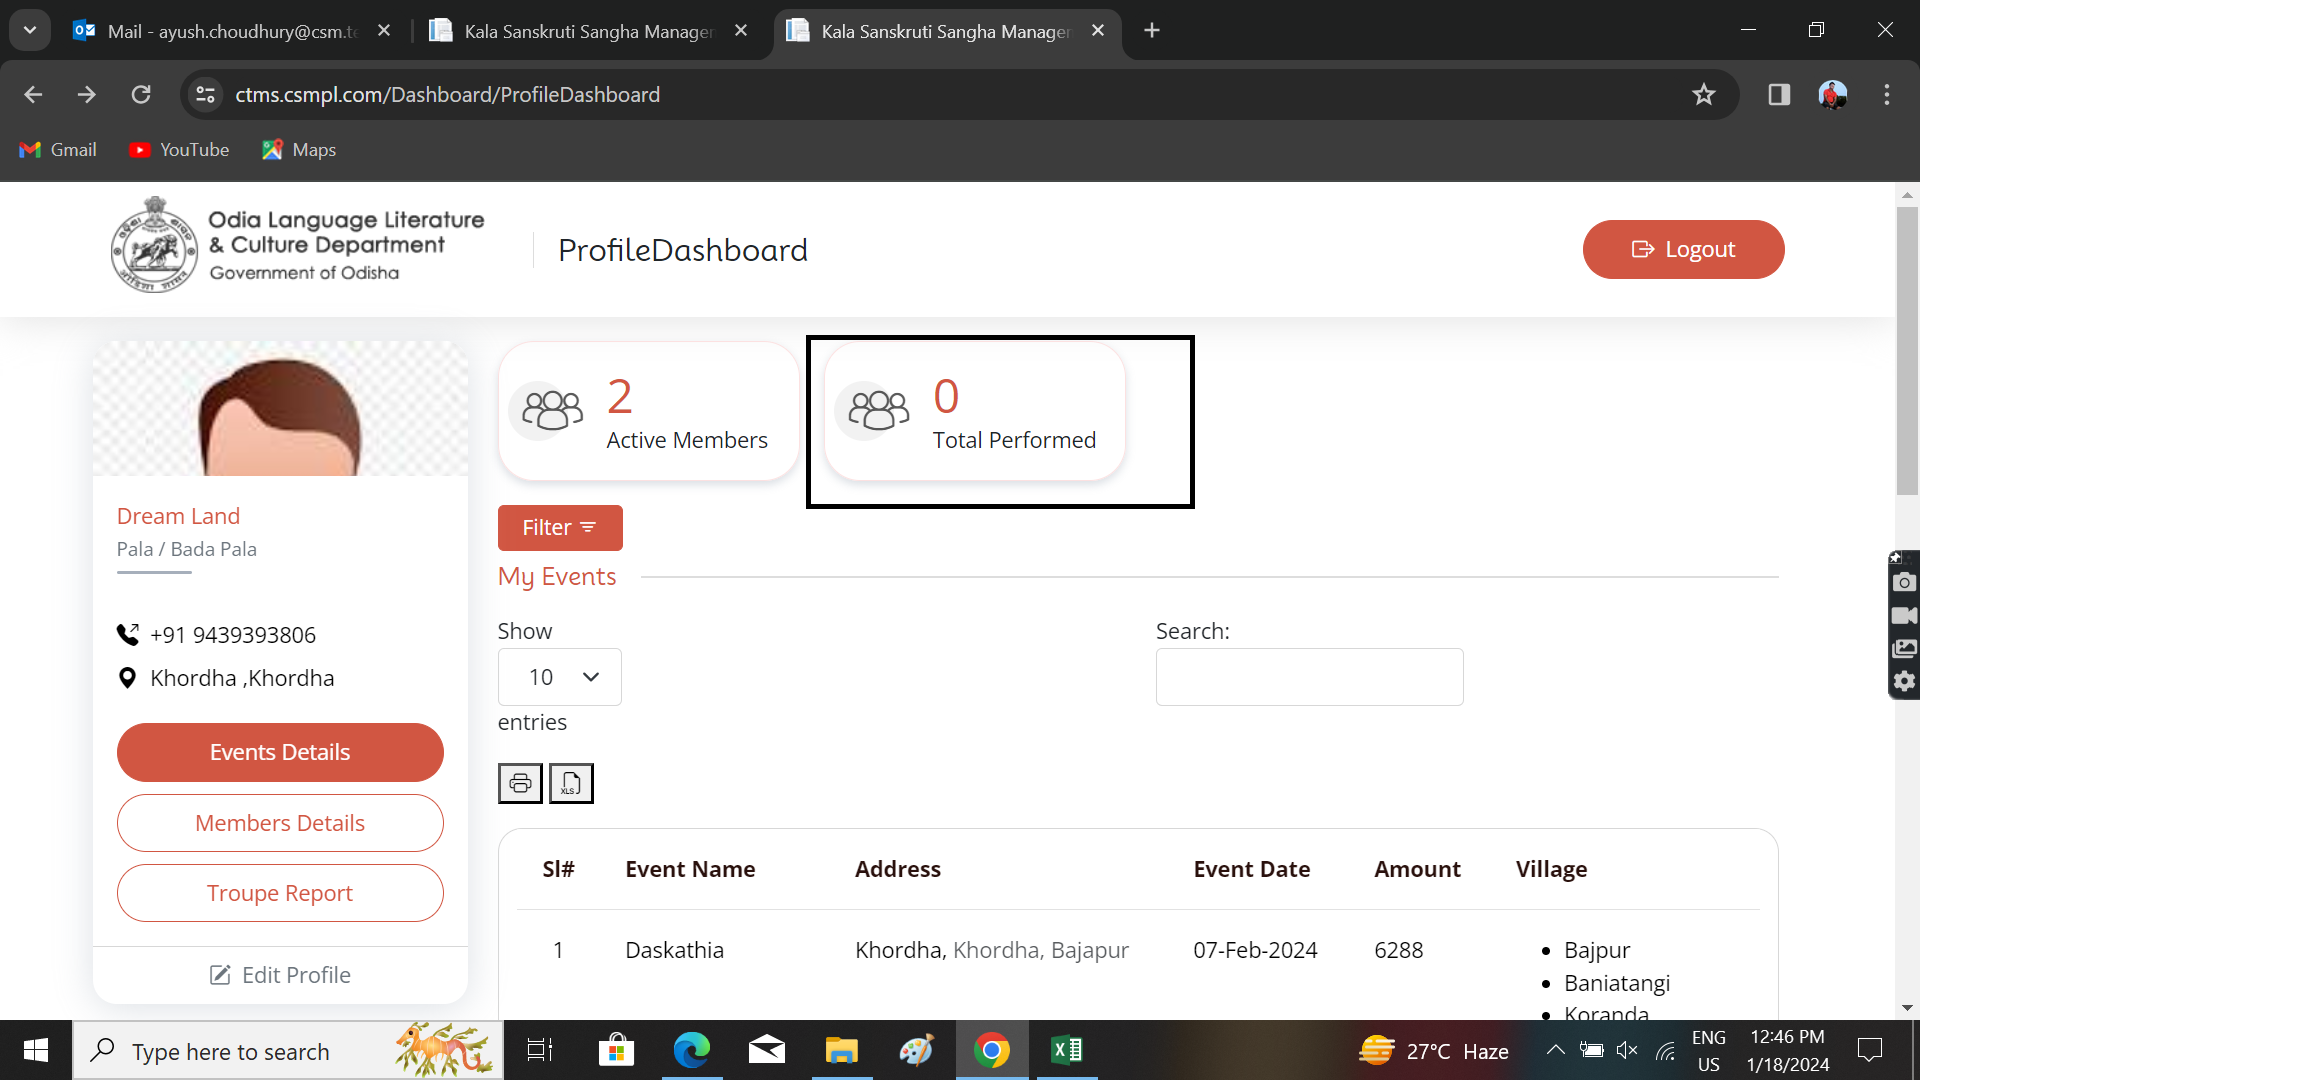 Mail - ayush.choudhury@csm.te
Kala Sanskruti Sangha Manager
Kala Sanskruti Sangha Manager
ctms.csmpl.com/Dashboard/ProfileDashboard
Gmail
YouTube
Maps
Odia Language Literature
& Culture Department
Government of Odisha
ProfileDashboard
Logout
2
Active Members
0
Total Performed
Dream Land
Pala / Bada Pala
+91 9439393806
Khordha ,Khordha
Events Details
Members Details
Troupe Report
Edit Profile
Filter
My Events
Show
10
entries
Search:
XLS
Sl# Event Name Address Event Date Amount Village
1 Daskathia Khordha, Khordha, Bajapur 07-Feb-2024 6288
Bajpur
Baniatangi
Koranda
Type here to search
27°C Haze
ENG
US
12:46 PM
1/18/2024